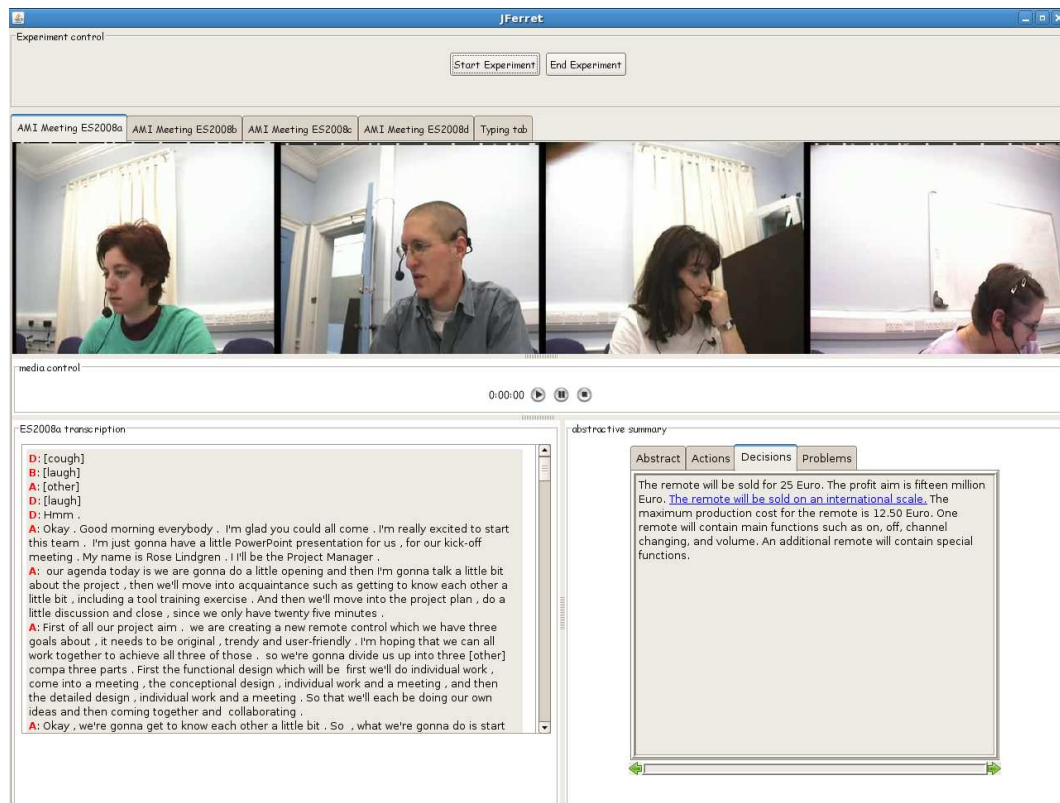 JFerret
Experiment control
Start Experiment End Experiment
AMI Meeting ES2008a AMI Meeting ES2008b AMI Meeting ES2008c AMI Meeting ES2008d Typing tab
media control
0:00:00
ES2008a transcription
D: [cough]
B: [laugh]
A: [other]
D: [laugh]
D: Hmm .
A: Okay . Good morning everybody . I'm glad you could all come . I'm really excited to start
this team . I'm just gonna have a little PowerPoint presentation for us , for our kick-off
meeting . My name is Rose Lindgren . I I'll be the Project Manager .
A: our agenda today is we are gonna do a little opening and then I'm gonna talk a little bit
about the project , then we'll move into acquaintance such as getting to know each other a
little bit , including a tool training exercise . And then we'll move into the project plan , do a
little discussion and close , since we only have twenty five minutes .
A: First of all our project aim . we are creating a new remote control which we have three
goals about , it needs to be original , trendy and user-friendly . I'm hoping that we can all
work together to achieve all three of those . so we're gonna divide us up into three [other]
compa three parts . First the functional design which will be first we'll do individual work ,
come into a meeting , the conceptional design , individual work and a meeting , and then
the detailed design , individual work and a meeting . So that we'll each be doing our own
ideas and then coming together and collaborating .
A: Okay , we're gonna get to know each other a little bit . So , what we're gonna do is start
abstractive summary
Abstract Actions Decisions Problems
The remote will be sold for 25 Euro. The profit aim is fifteen million
Euro. The remote will be sold on an international scale. The
maximum production cost for the remote is 12.50 Euro. One
remote will contain main functions such as on, off, channel
changing, and volume. An additional remote will contain special
functions.